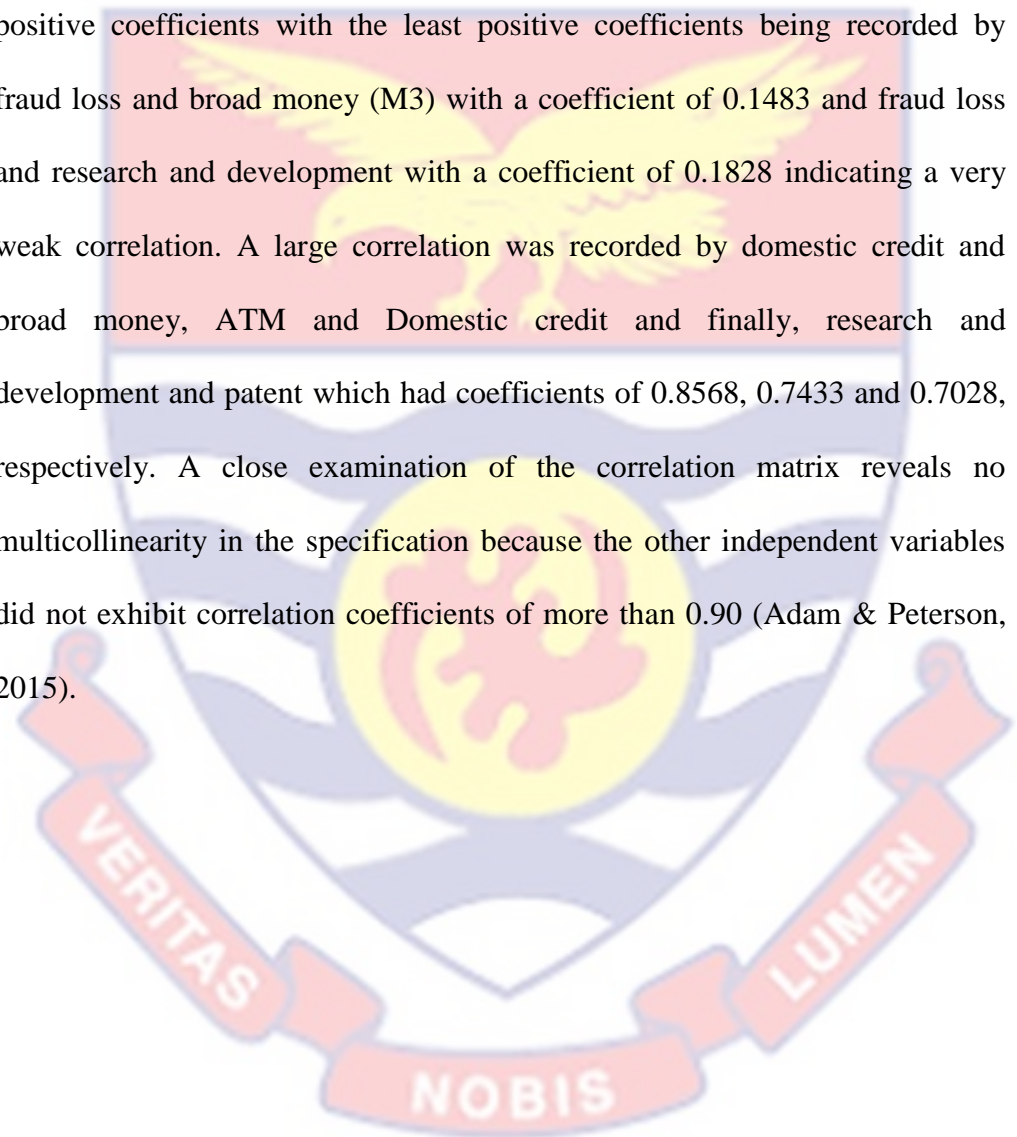 positive coefficients with the least positive coefficients being recorded by
fraud loss and broad money (M3) with a coefficient of 0.1483 and fraud loss
and research and development with a coefficient of 0.1828 indicating a very
weak correlation. A large correlation was recorded by domestic credit and
broad money, ATM and Domestic credit and finally, research and
development and patent which had coefficients of 0.8568, 0.7433 and 0.7028,
respectively. A close examination of the correlation matrix reveals no
multicollinearity in the specification because the other independent variables
did not exhibit correlation coefficients of more than 0.90 (Adam & Peterson,
2015).
VERITAS
NOBIS
LUMEN